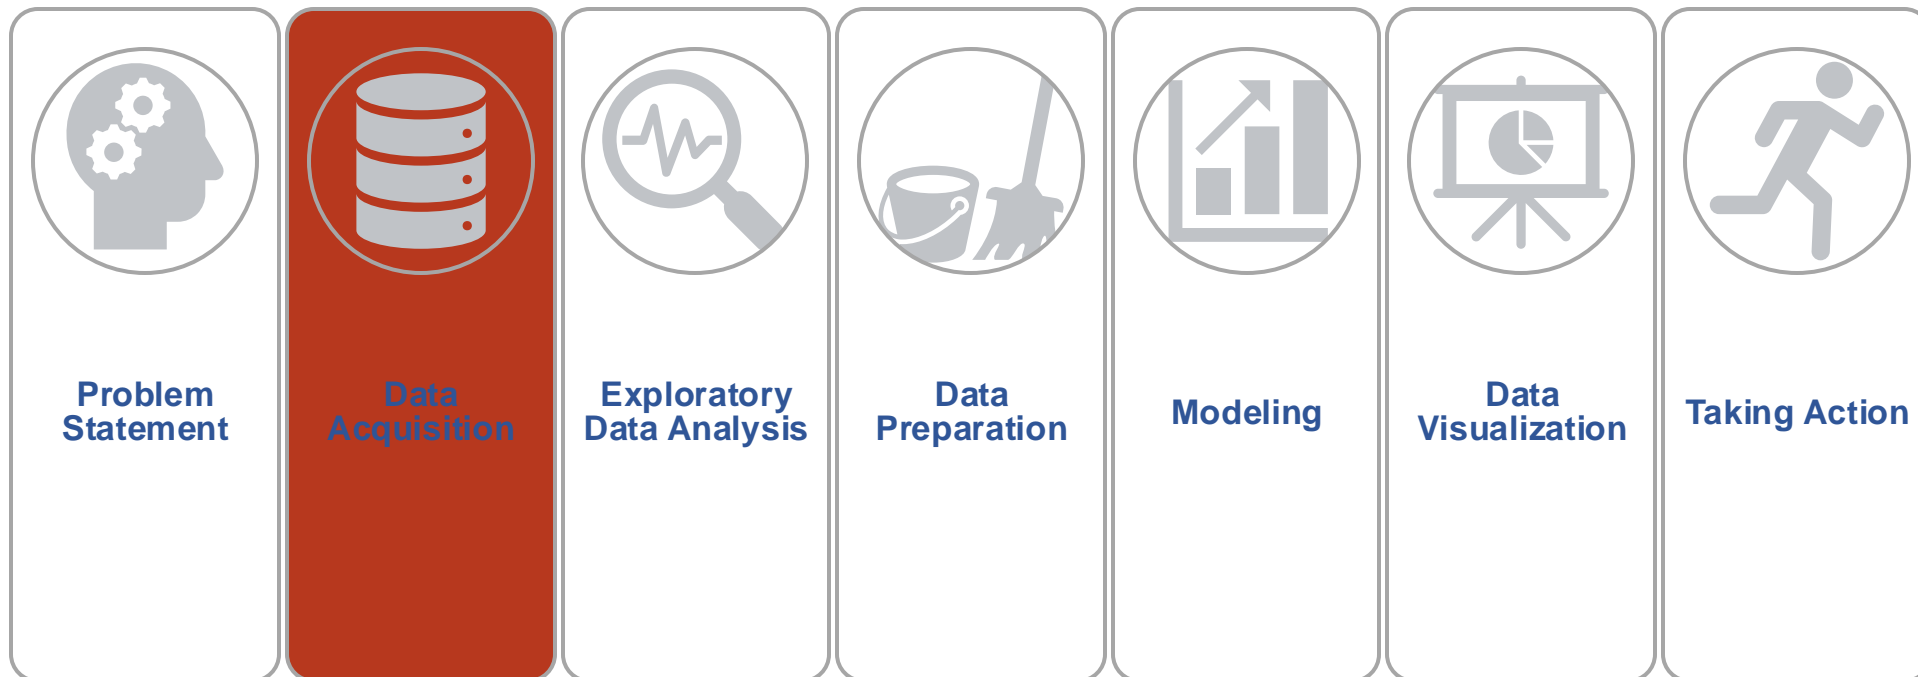 Problem
Statement
Data
Acquisition
Exploratory
Data Analysis
Data
Preparation
Modeling
Data
Visualization
Taking Action